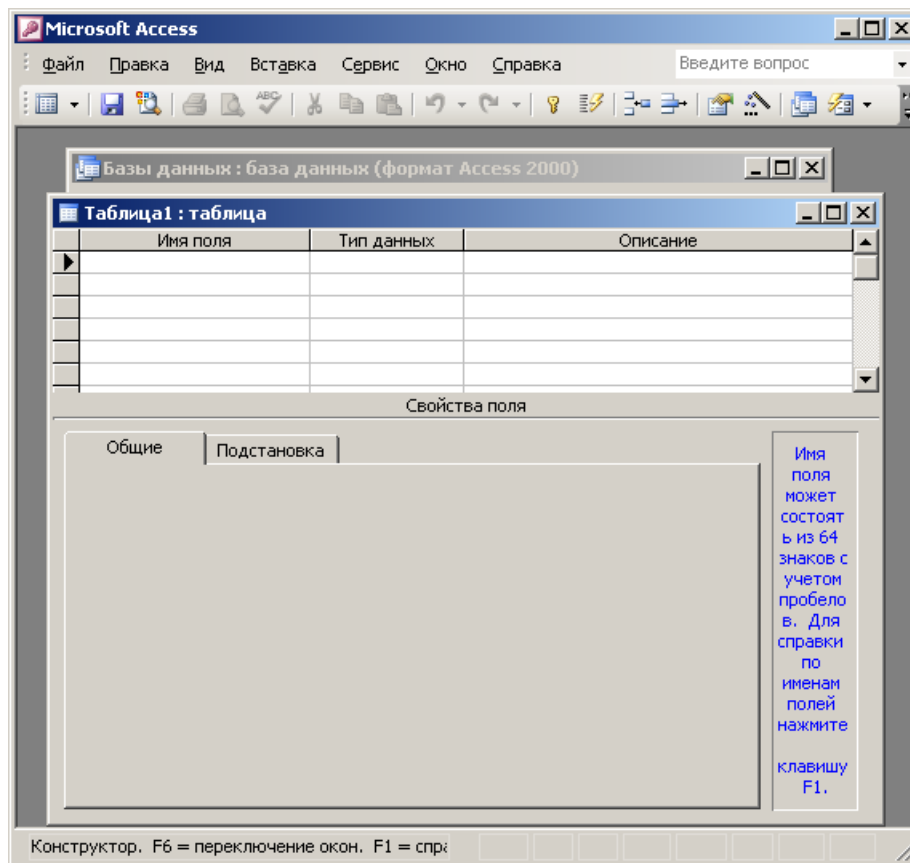 Microsoft Access
Файл Правка Вид Вставка Сервис Окно Справка Введите вопрос
ABC
Базы данных : база данных (формат Access 2000)
Таблица1 : таблица
Имя поля Тип данных Описание
Свойства поля
Общие Подстановка
Имя
поля
может
состоят
ь из 64
знаков с
учетом
пробело
в. Для
справки
по
именам
полей
нажмите
клавишу
F1.
Конструктор. F6 = переключение окон. F1 = спра